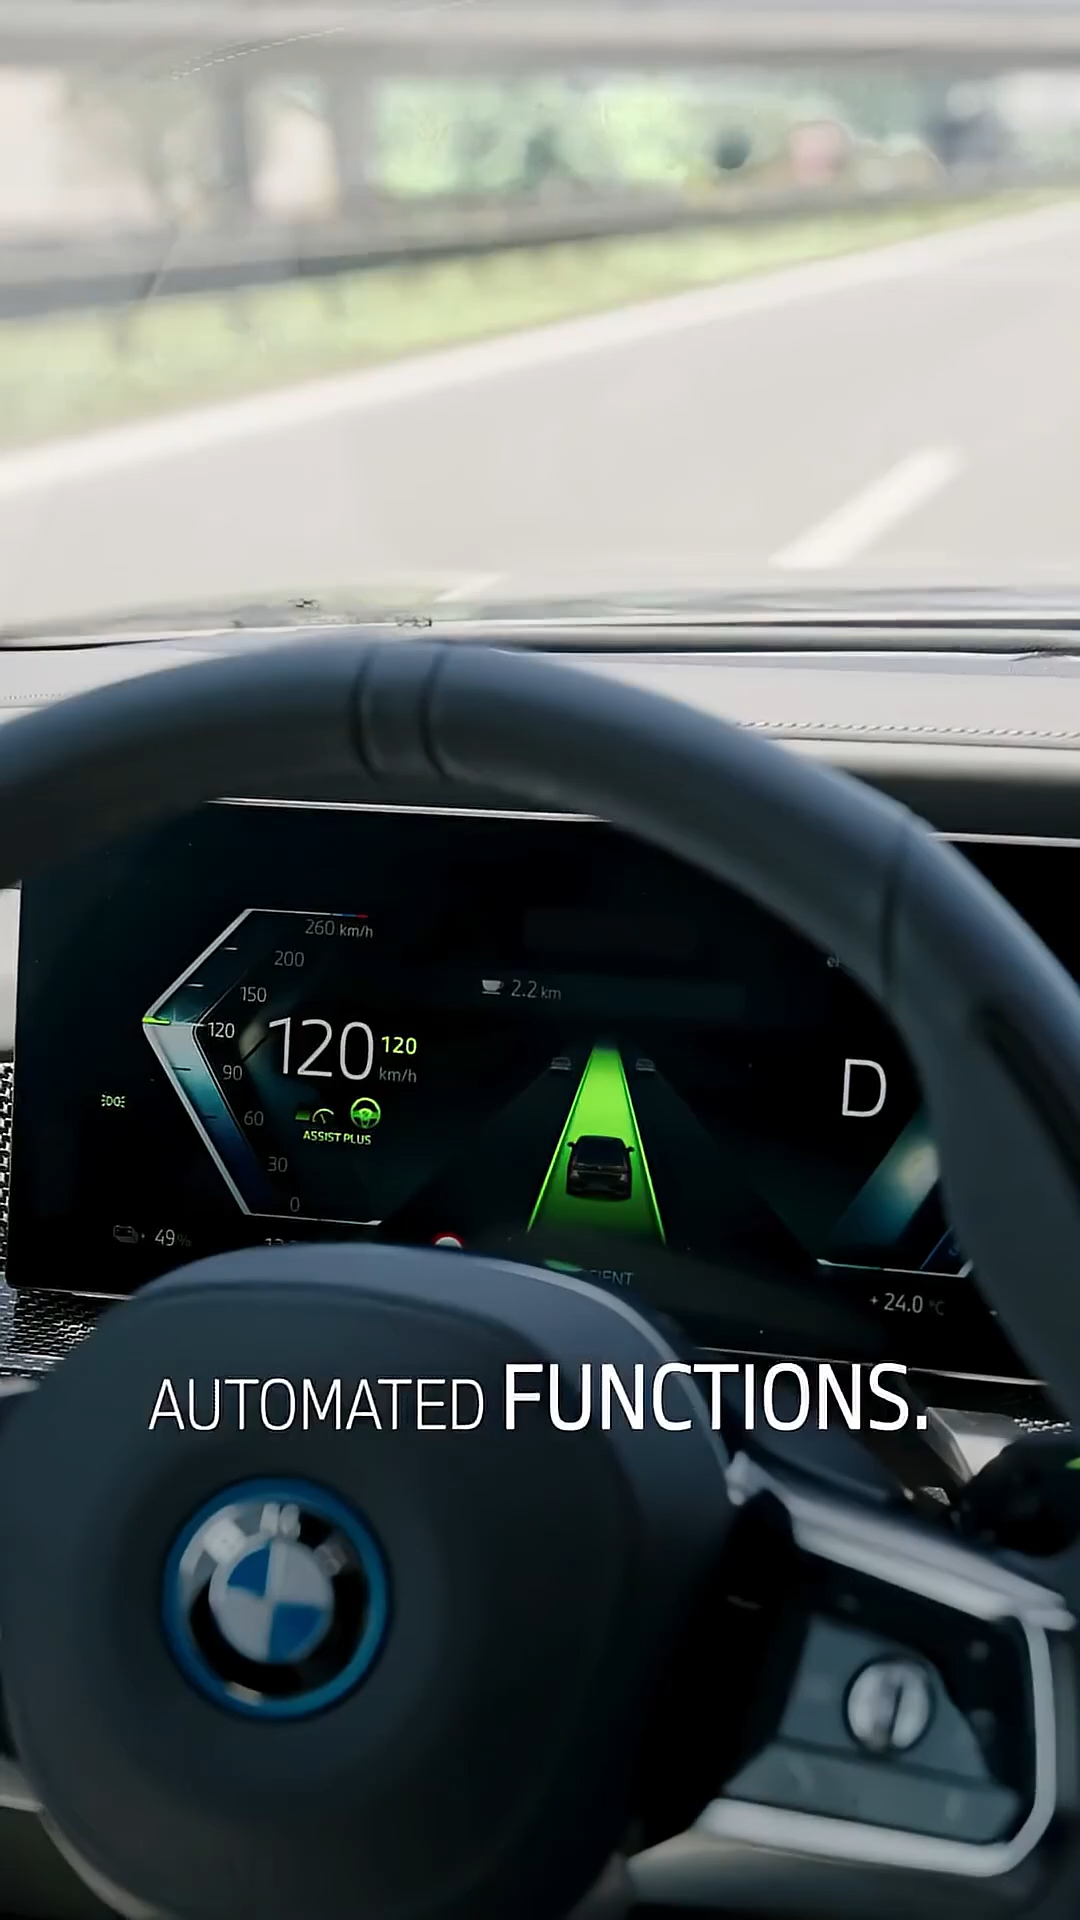 260 km/h
200
150
120
90
60
30
0
120 120
km/h
ASSIST PLUS
2.2 km
D
49%
+24.0 °C
AUTOMATED FUNCTIONS.